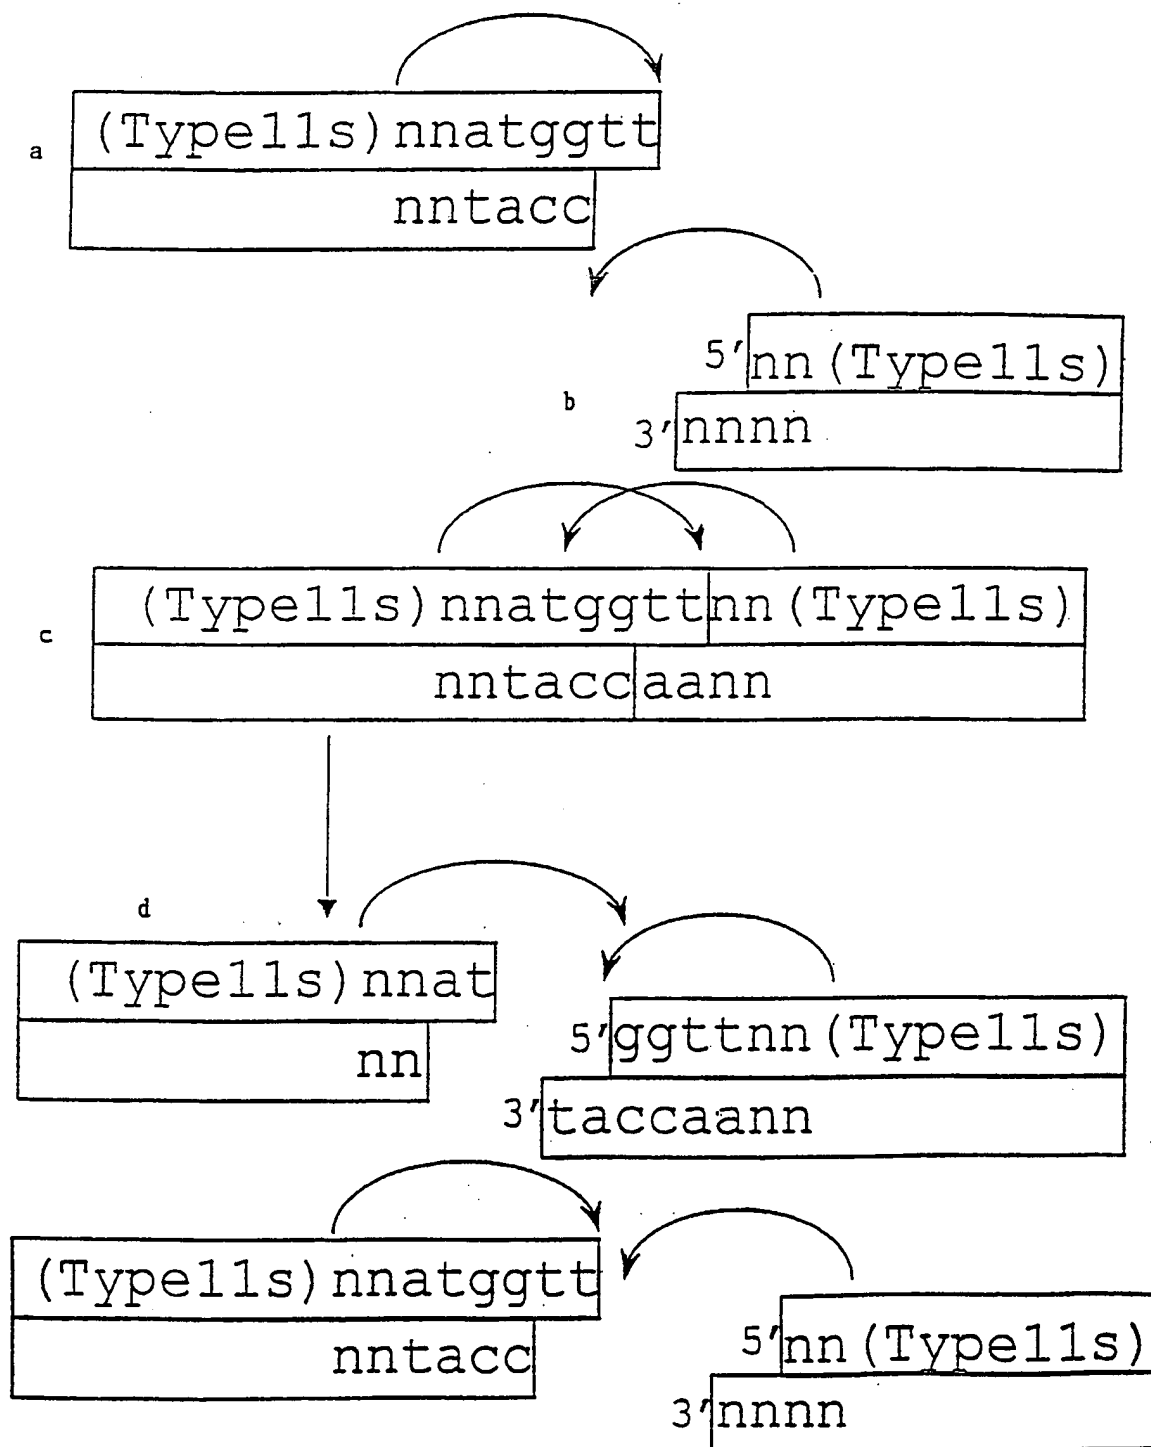 (Type11s)nnatggtt
a
nntacc
5'nn(Type11s)
b
3'nnnn
(Type11s)nnatggttnn(Type11s)
c
nntaccaann
d
(Type11s)nnat
nn
5'ggttnn(Type11s)
3'taccaann
(Type11s)nnatggtt
nntacc
5'nn(Type11s)
3'nnnn